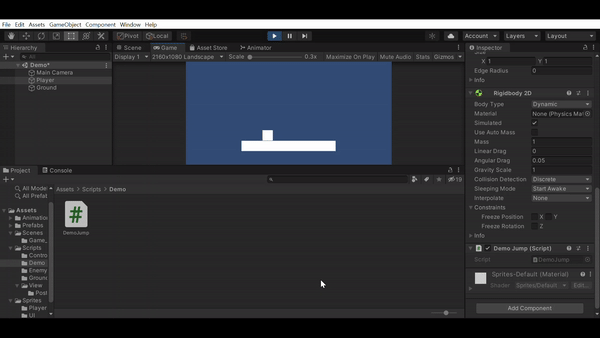 File Edit Assets GameObject Component Window Help
Pivot Local Account Layers Layout
Hierarchy Scene Game Asset Store Animator Inspector
Display 1 2160x1080 Landscape Scale 0.3x Maximize On Play Mute Audio Stats Gizmos
All
Demo*
Main Camera
Player
Ground
Size
X 1 Y 1
Edge Radius 0
Info
Rigidbody 2D
Body Type Dynamic
Material None (Physics Mat
Simulated
Use Auto Mass
Mass 1
Linear Drag 0
Angular Drag 0.05
Gravity Scale 1
Collision Detection Discrete
Sleeping Mode Start Awake
Interpolate None
Constraints
Freeze Position X Y
Freeze Rotation Z
Info
Demo Jump (Script)
Script DemoJump
Sprites-Default (Material)
Shader Sprites/Default Edit...
Add Component
Project Console
19
All Mode
All Prefa
Assets
Animation
Prefabs
Scenes
Game_
Scripts
Contro
Demo
Enemy
Ground
View
Post
Sprites
Player
UI
Assets > Scripts > Demo
#
DemoJump